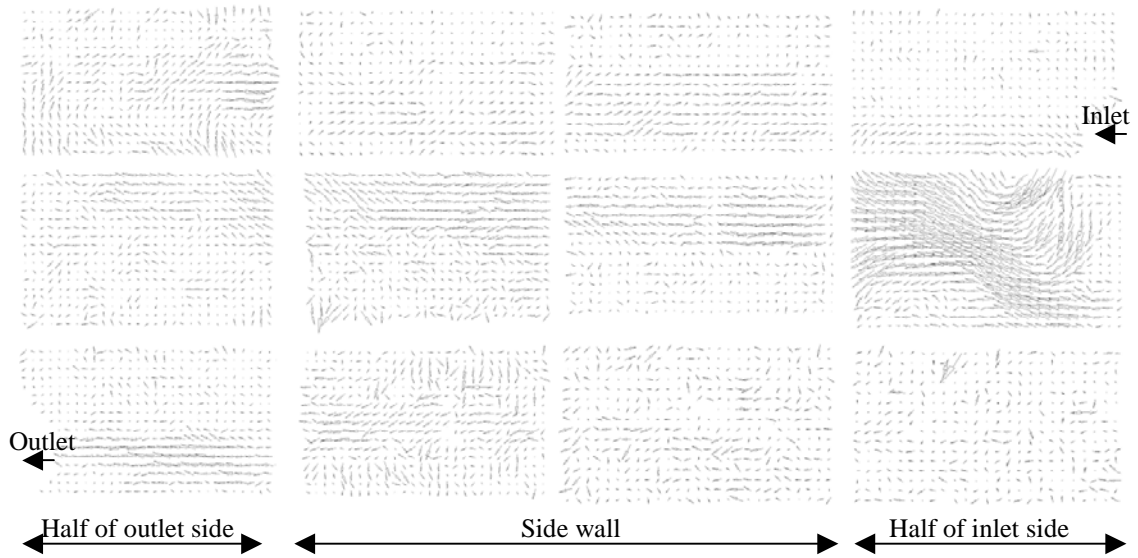 Inlet
Outlet
Half of outlet side
Side wall
Half of inlet side